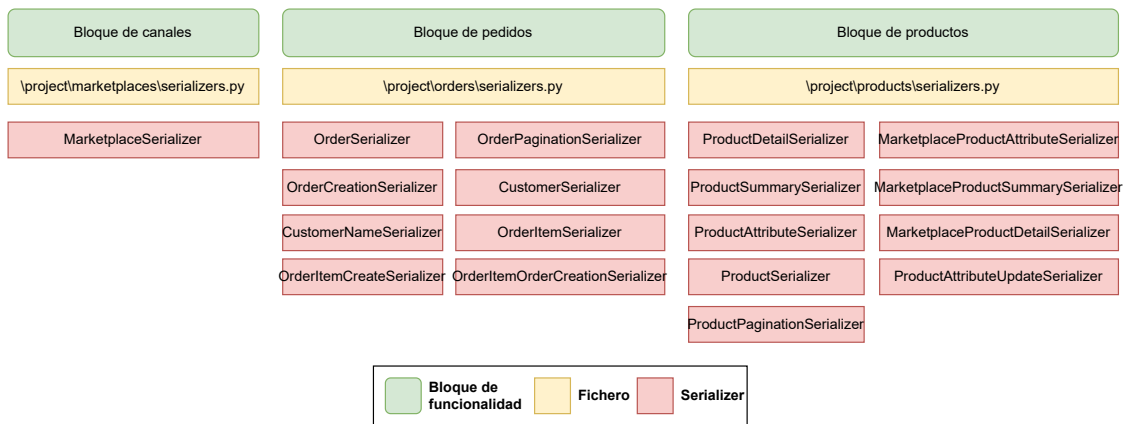 Bloque de canales
Bloque de pedidos
Bloque de productos
\project\marketplaces\serializers.py
\project\orders\serializers.py
\project\products\serializers.py
MarketplaceSerializer
OrderSerializer
OrderPaginationSerializer
ProductDetailSerializer
MarketplaceProductAttributeSerializer
OrderCreationSerializer
CustomerSerializer
ProductSummarySerializer
MarketplaceProductSummarySerializer
CustomerNameSerializer
OrderItemSerializer
ProductAttributeSerializer
MarketplaceProductDetailSerializer
OrderItemCreateSerializer
OrderItemOrderCreationSerializer
ProductSerializer
ProductAttributeUpdateSerializer
ProductPaginationSerializer
Bloque de
funcionalidad
Fichero
Serializer